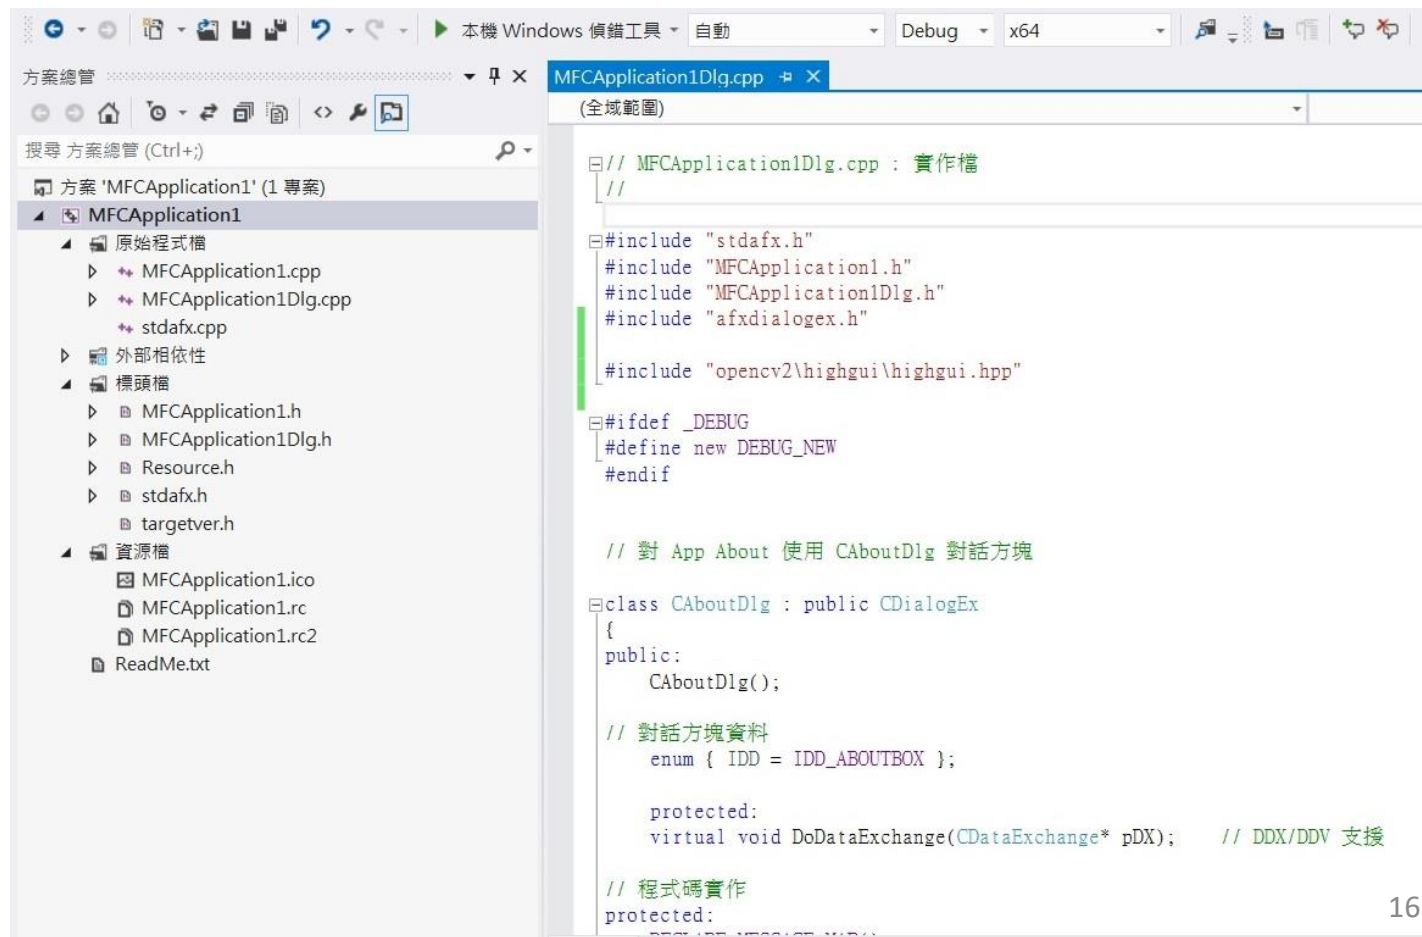 本機 Windows 偵錯工具 自動 Debug x64
方案總管
搜尋 方案總管 (Ctrl+;)
方案 'MFCApplication1' (1 專案)
MFCApplication1
原始程式檔
MFCApplication1.cpp
MFCApplication1Dlg.cpp
stdafx.cpp
外部相依性
標頭檔
MFCApplication1.h
MFCApplication1Dlg.h
Resource.h
stdafx.h
targetver.h
資源檔
MFCApplication1.ico
MFCApplication1.rc
MFCApplication1.rc2
ReadMe.txt
MFCApplication1Dlg.cpp
(全域範圍)
// MFCApplication1Dlg.cpp : 實作檔
//
#include "stdafx.h"
#include "MFCApplication1.h"
#include "MFCApplication1Dlg.h"
#include "afxdialogex.h"
#include "opencv2\highgui\highgui.hpp"
#ifdef _DEBUG
#define new DEBUG_NEW
#endif
// 對 App About 使用 CAboutDlg 對話方塊
class CAboutDlg : public CDialogEx
{
public:
CAboutDlg();
// 對話方塊資料
enum { IDD = IDD_ABOUTBOX };
protected:
virtual void DoDataExchange(CDataExchange* pDX);    // DDX/DDV 支援
// 程式碼實作
protected:
16